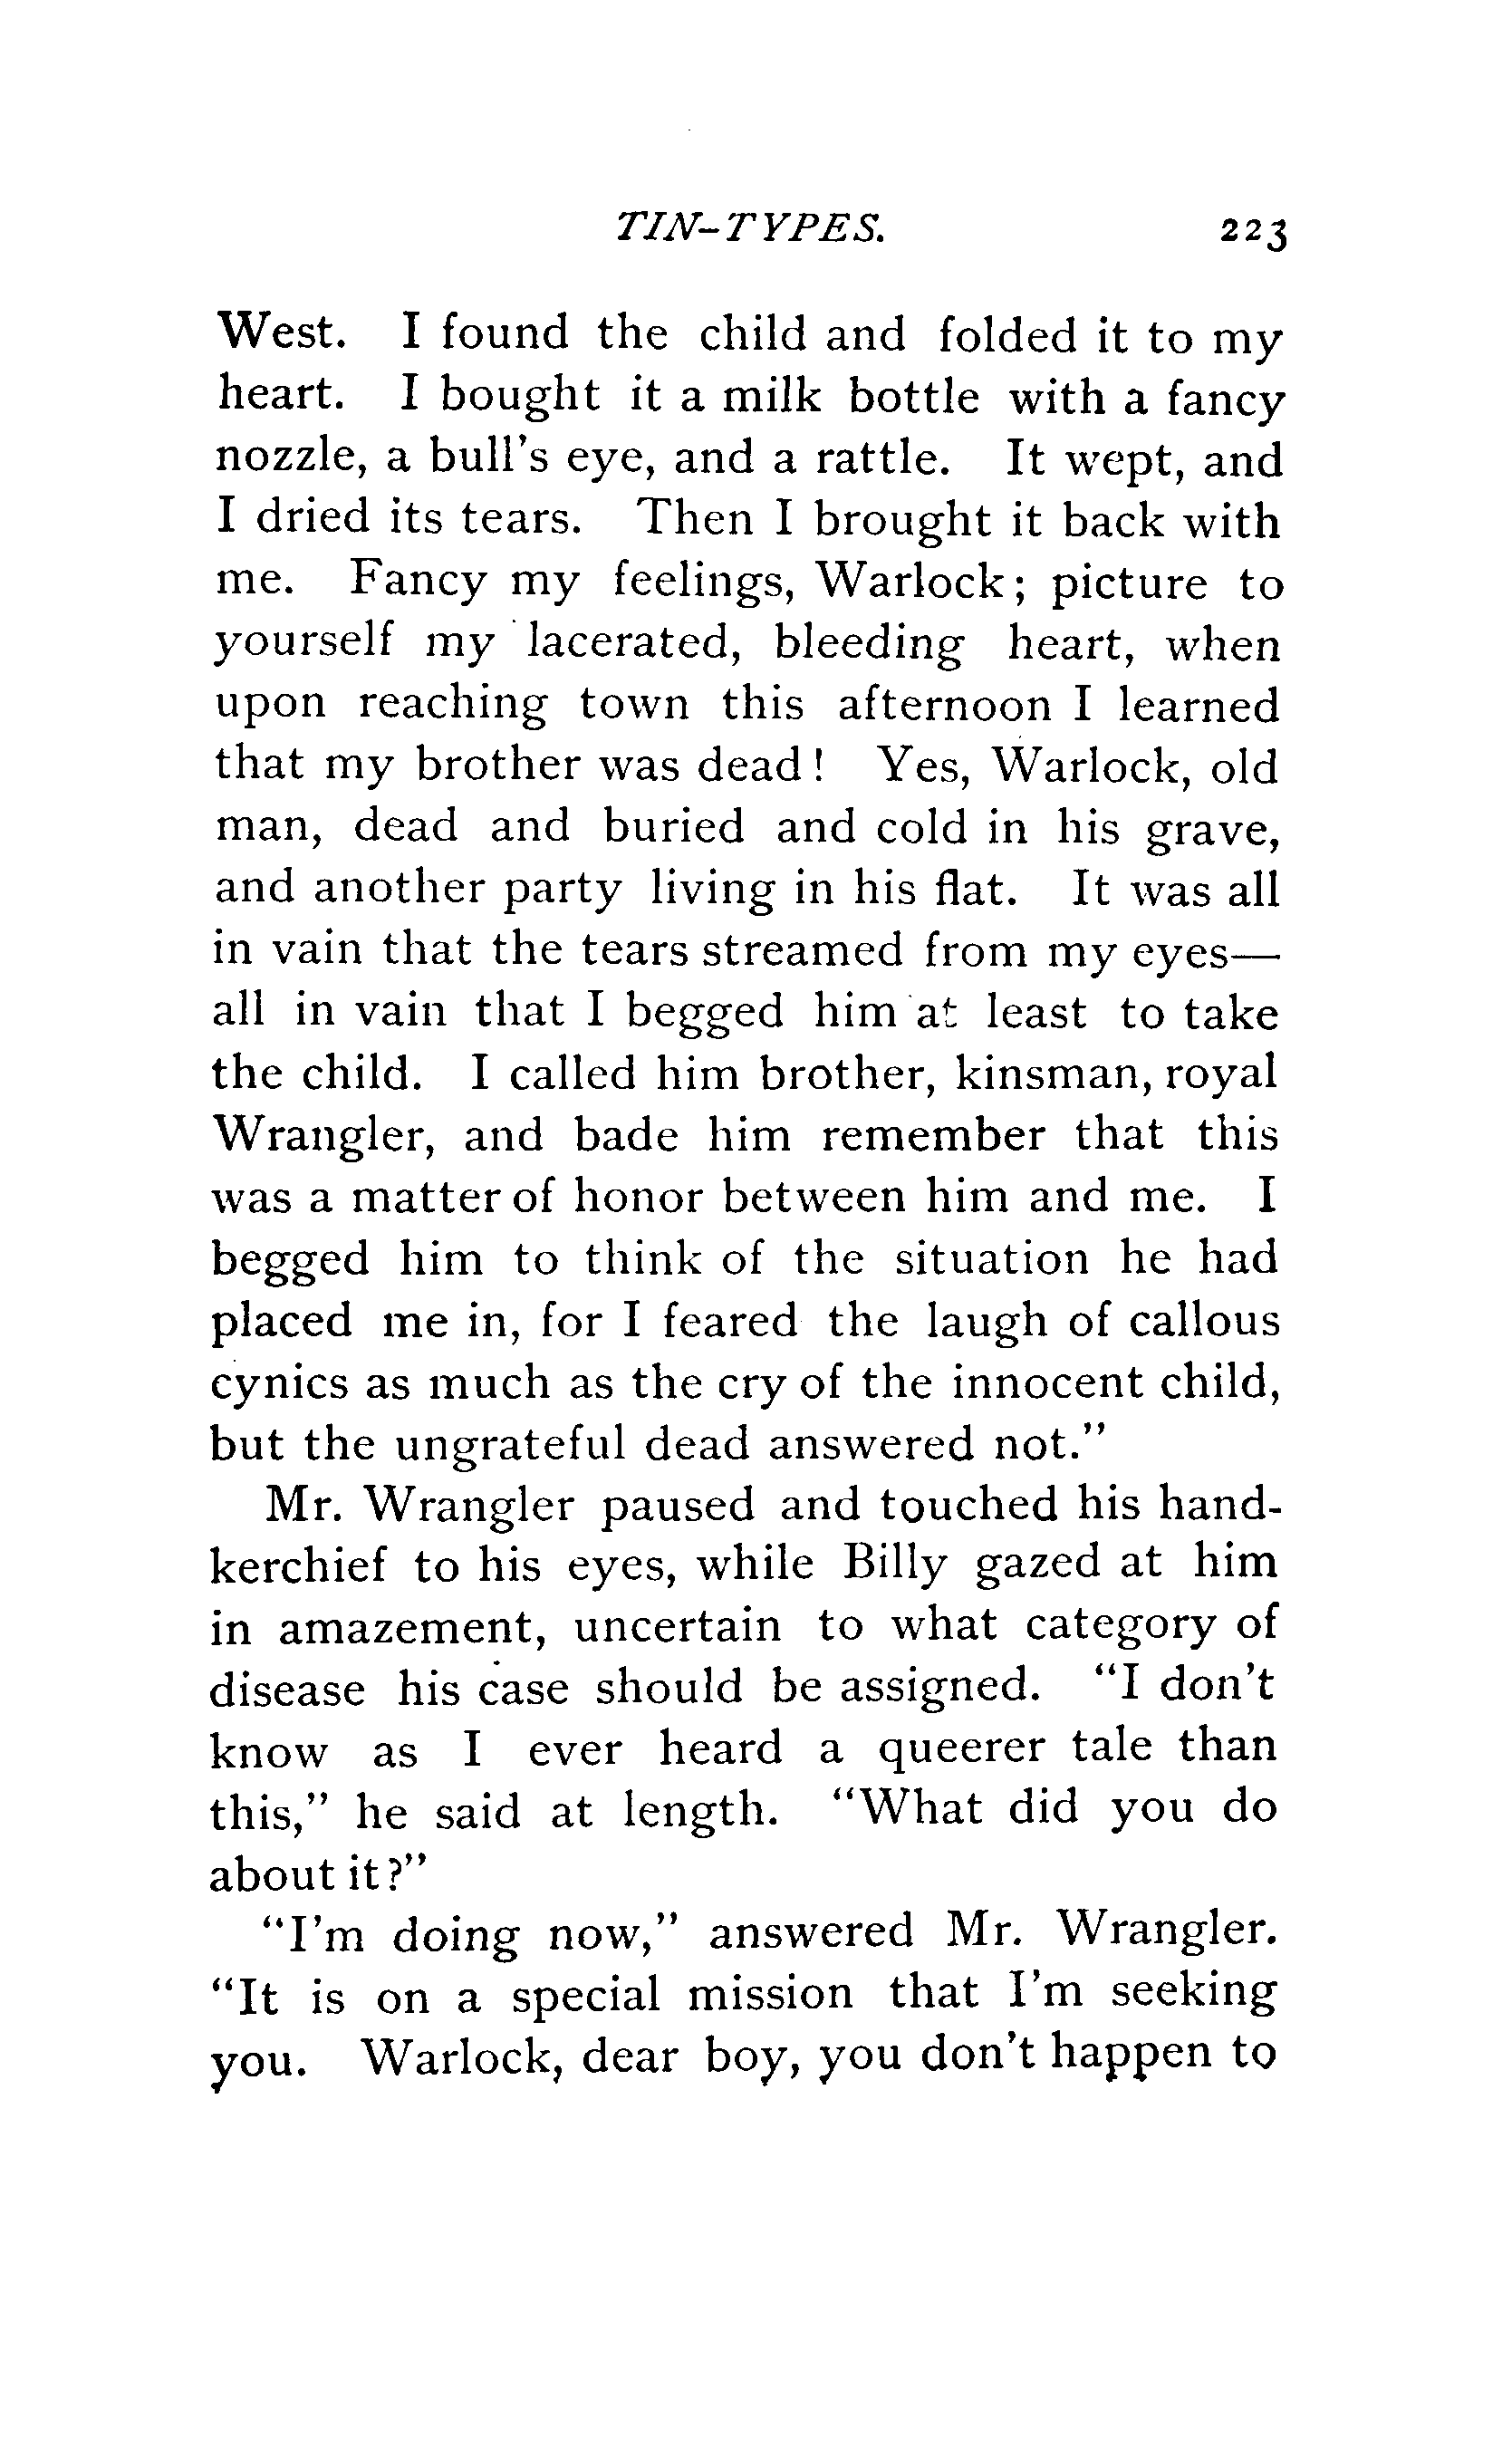 TIN-TYPES. 223
West. I found the child and folded it to my
heart. I bought it a milk bottle with a fancy
nozzle, a bull's eye, and a rattle. It wept, and
I dried its tears. Then I brought it back with
me. Fancy my feelings, Warlock; picture to
yourself my lacerated, bleeding heart, when
upon reaching town this afternoon I learned
that my brother was dead! Yes, Warlock, old
man, dead and buried and cold in his grave,
and another party living in his flat. It was all
in vain that the tears streamed from my eyes—
all in vain that I begged him at least to take
the child. I called him brother, kinsman, royal
Wrangler, and bade him remember that this
was a matter of honor between him and me. I
begged him to think of the situation he had
placed me in, for I feared the laugh of callous
cynics as much as the cry of the innocent child,
but the ungrateful dead answered not.”
Mr. Wrangler paused and touched his hand-
kerchief to his eyes, while Billy gazed at him
in amazement, uncertain to what category of
disease his case should be assigned. “I don't
know as I ever heard a queerer tale than
this,” he said at length. “What did you do
about it?”
“I'm doing now,” answered Mr. Wrangler.
“It is on a special mission that I'm seeking
you. Warlock, dear boy, you don't happen to